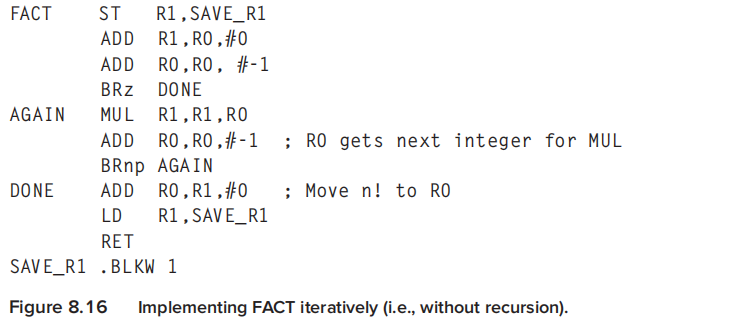 FACT ST R1,SAVE_R1
ADD R1,R0,#0
ADD R0,R0, #-1
BRz DONE
AGAIN MUL R1,R1,R0
ADD R0,R0,#-1 ; R0 gets next integer for MUL
BRnp AGAIN
DONE ADD R0,R1,#0 ; Move n! to R0
LD R1,SAVE_R1
RET
SAVE_R1 .BLKW 1
Figure 8.16 Implementing FACT iteratively (i.e., without recursion).